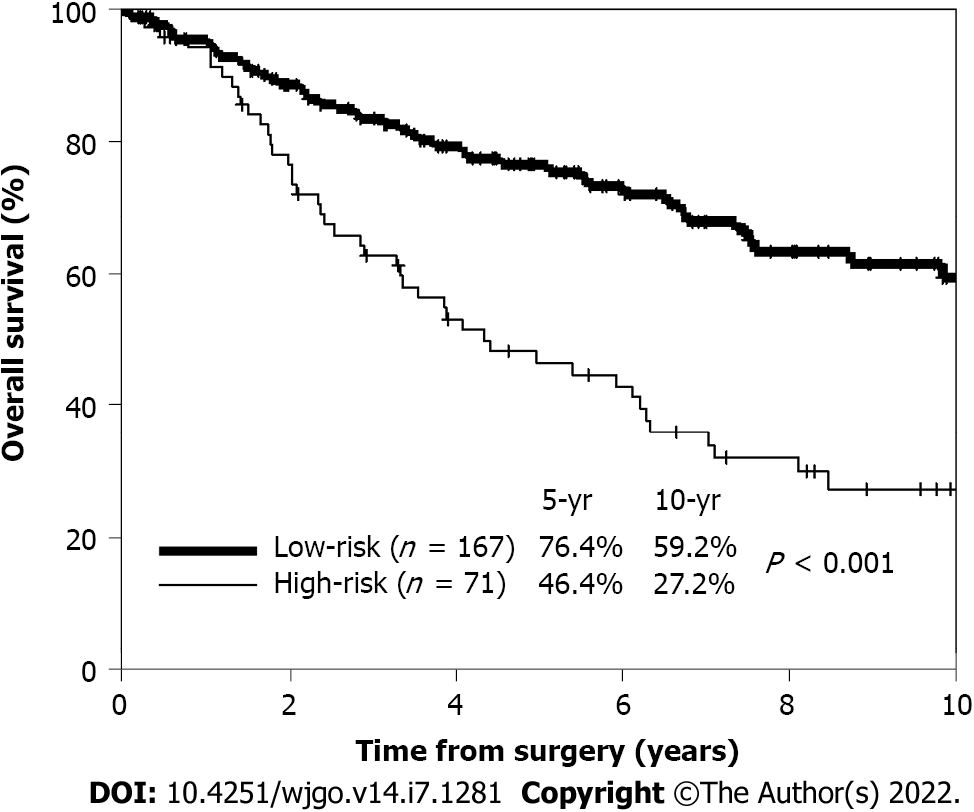 Overall survival (%)
100
80
60
40
20
0
5-yr 10-yr
Low-risk (n = 167) 76.4% 59.2%
High-risk (n = 71) 46.4% 27.2%
P < 0.001
0 2 4 6 8 10
Time from surgery (years)
DOI: 10.4251/wjgo.v14.i7.1281 Copyright ©The Author(s) 2022.